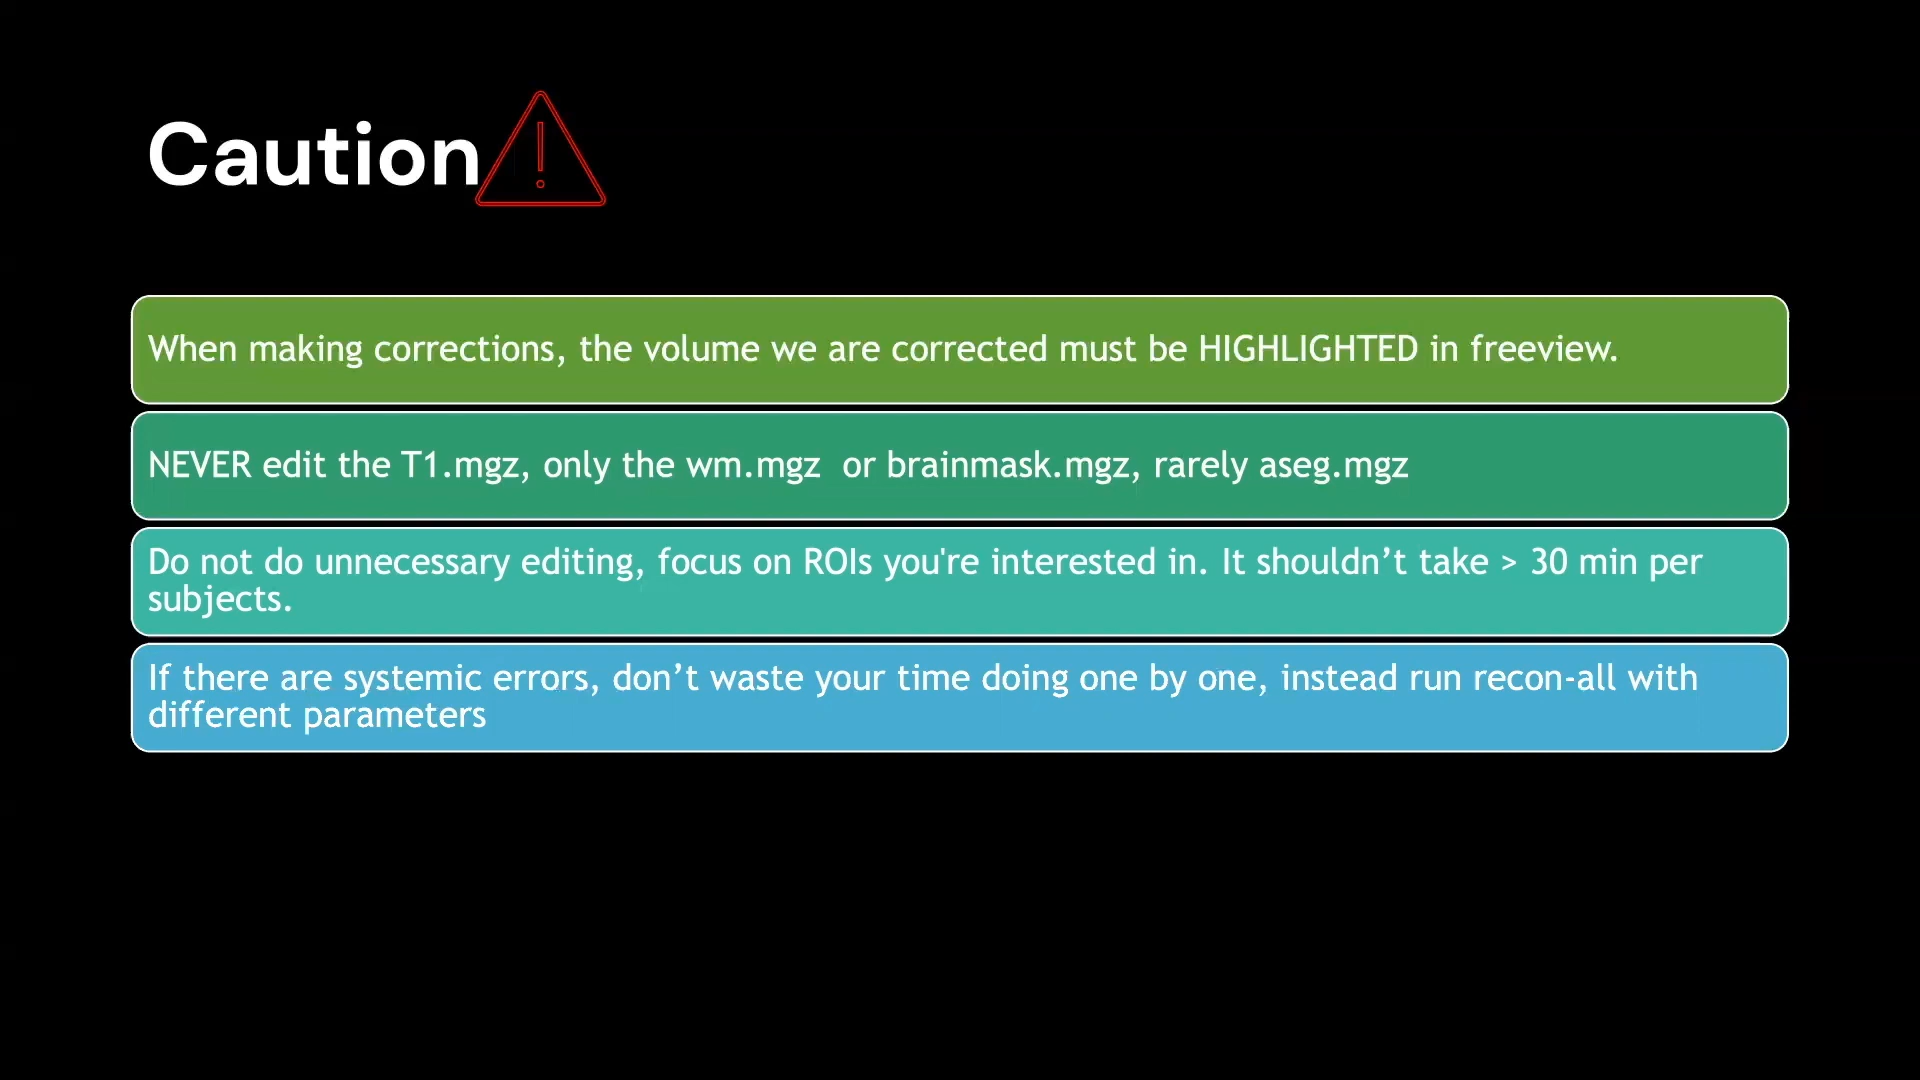 Caution
When making corrections, the volume we are corrected must be HIGHLIGHTED in freeview.
NEVER edit the T1.mgz, only the wm.mgz  or brainmask.mgz, rarely aseg.mgz
Do not do unnecessary editing, focus on ROIs you're interested in. It shouldn’t take > 30 min per
subjects.
If there are systemic errors, don’t waste your time doing one by one, instead run recon-all with
different parameters